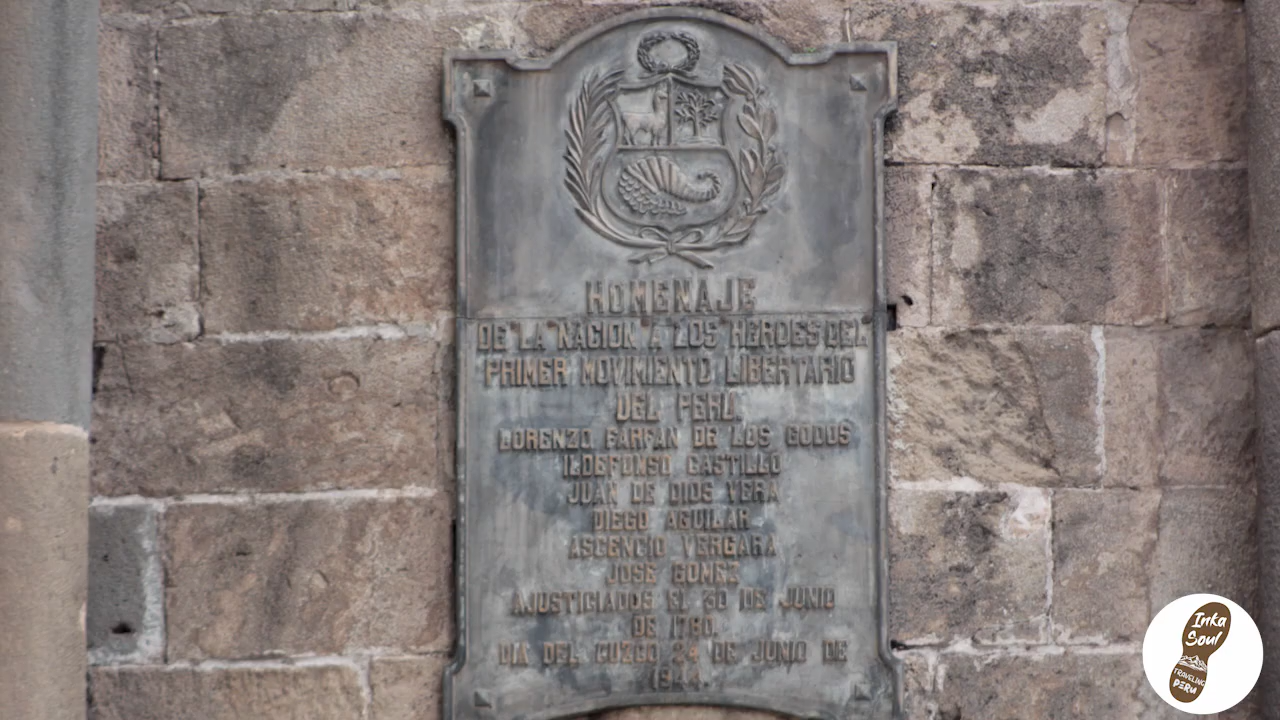 HOMENAJE
DE LA NACION A LOS HEROES DEL
PRIMER MOVIMIENTO LIBERTARIO
DEL PERU.
LORENZO FARFAN DE LOS GODOS
ILDEFONSO CASTILLO
JUAN DE DIOS VERA
DIEGO AGUILAR
ASCENCIO VERGARA
JOSE GOMEZ
AJUSTICIADOS EL 30 DE JUNIO
DE 1780.
DIA DEL CUZCO 24 DE JUNIO DE
1944.
Inka
Soul
TRAVELING
PERU